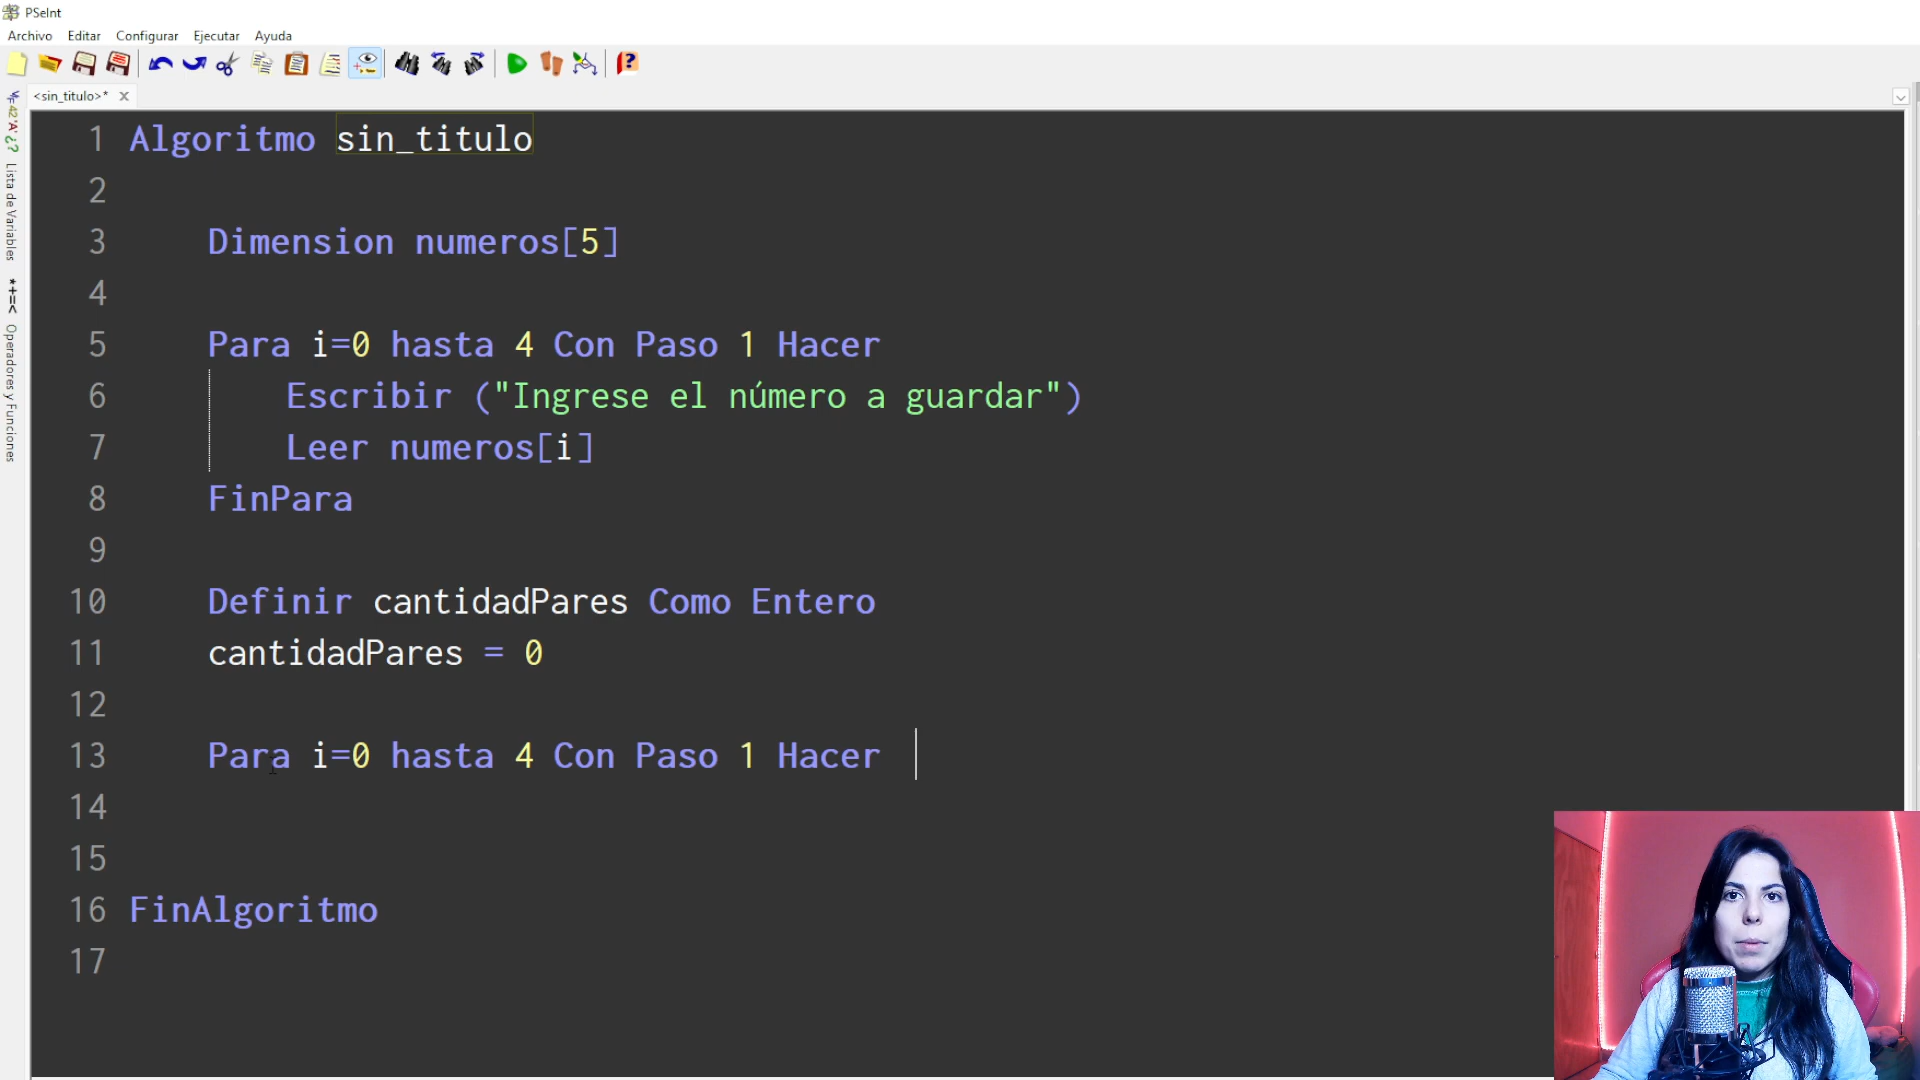 PSeInt
Archivo Editar Configurar Ejecutar Ayuda
<sin_titulo>*
Lista de Variables
Operadores y Funciones
1 Algoritmo sin_titulo
2
3 Dimension numeros[5]
4
5 Para i=0 hasta 4 Con Paso 1 Hacer
6 Escribir ("Ingrese el número a guardar")
7 Leer numeros[i]
8 FinPara
9
10 Definir cantidadPares Como Entero
11 cantidadPares = 0
12
13 Para i=0 hasta 4 Con Paso 1 Hacer
14
15
16 FinAlgoritmo
17